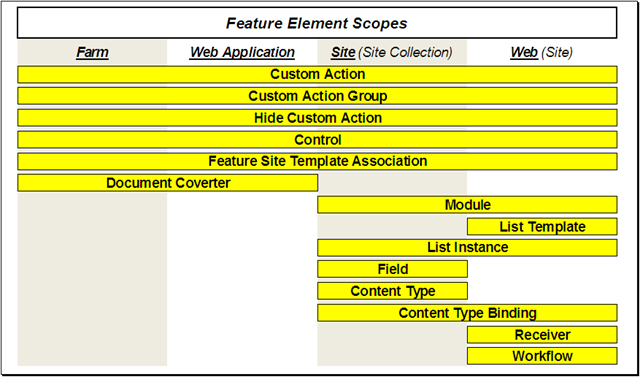 Feature Element Scopes
Farm Web Application Site (Site Collection) Web (Site)
Custom Action
Custom Action Group
Hide Custom Action
Control
Feature Site Template Association
Document Coverter
Module
List Template
List Instance
Field
Content Type
Content Type Binding
Receiver
Workflow